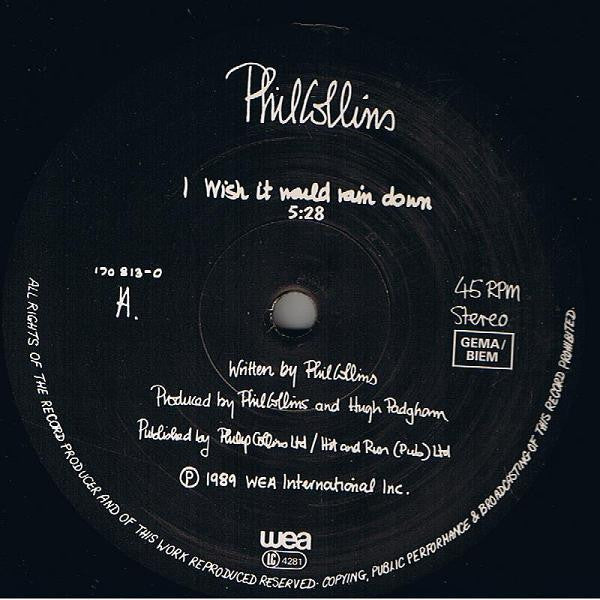 Phil Collins
I Wish it would rain down
5:28
170 813-0
A.
45 RPM
Stereo
GEMA/
BIEM
Written by Phil Collins
Produced by Phil Collins and Hugh Padgham
Published by Philip Collins Ltd / Hit and Run (Pub) Ltd
Ⓟ 1989 WEA International Inc.
wea
LC 4281
ALL RIGHTS OF THE RECORD PRODUCER AND OF THIS WORK REPRODUCED RESERVED· COPYING, PUBLIC PERFORMANCE & BROADCASTING OF THIS RECORD PROHIBITED.